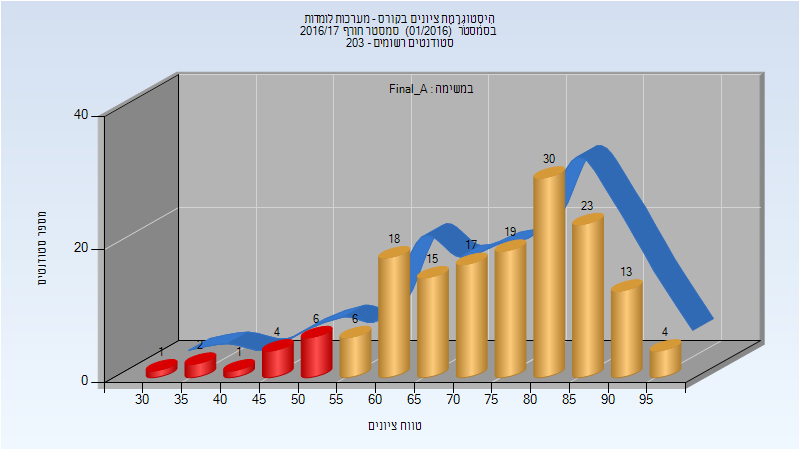 היסטוגרמת ציונים בקורס - מערכות לומדות
בסמסטר (01/2016) סמסטר חורף 2016/17
סטודנטים רשומים - 203
במשימה : Final_A
מספר סטודנטים
40
20
0
1
2
1
4
6
6
18
15
17
19
30
23
13
4
30 35 40 45 50 55 60 65 70 75 80 85 90 95
טווח ציונים